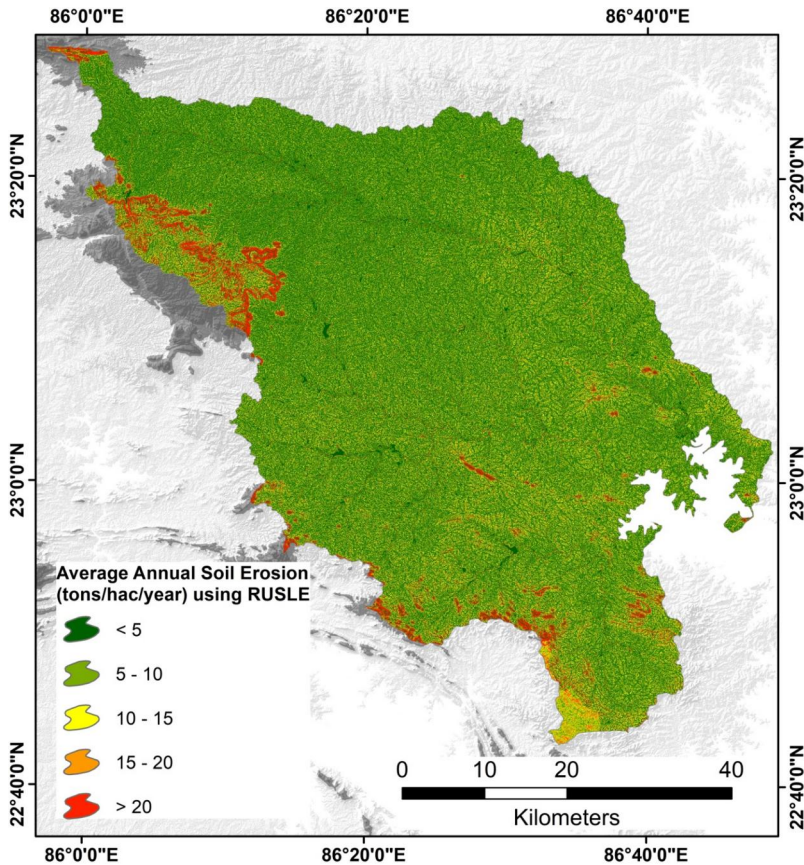 86°0'0"E
86°20'0"E
86°40'0"E
23°20'0"N
23°20'0"N
23°0'0"N
23°0'0"N
22°40'0"N
22°40'0"N
Average Annual Soil Erosion
(tons/hac/year) using RUSLE
< 5
5 - 10
10 - 15
15 - 20
> 20
0 10 20 40
Kilometers
86°0'0"E
86°20'0"E
86°40'0"E